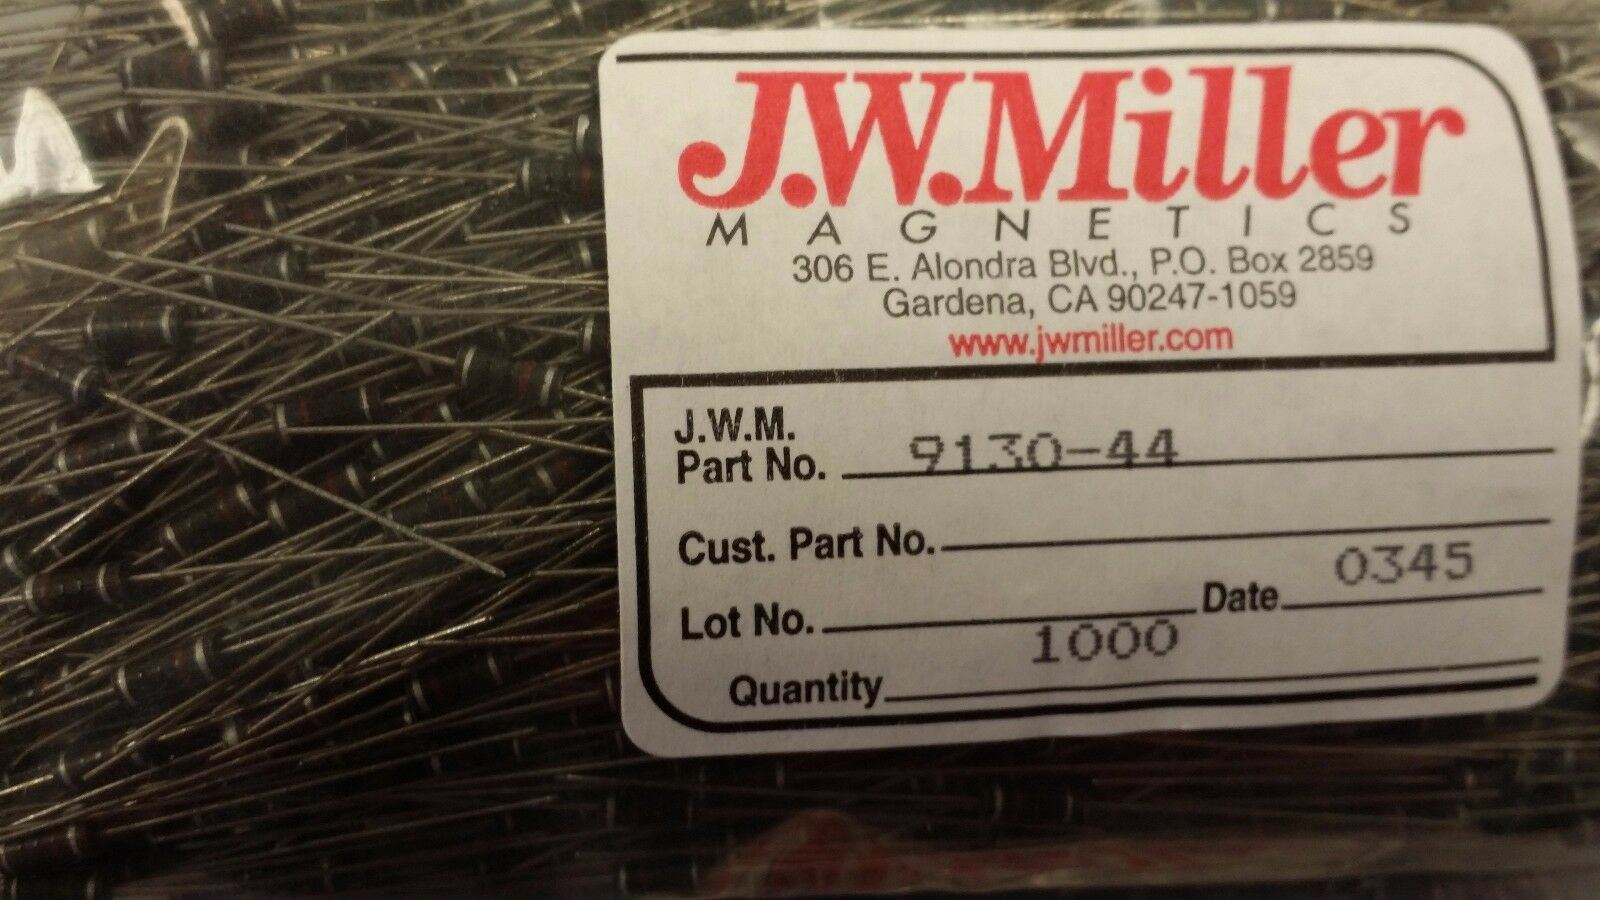 J.W.Miller
MAGNETICS
306 E. Alondra Blvd., P.O. Box 2859
Gardena, CA 90247-1059
www.jwmiller.com
J.W.M.
Part No. 9130-44
Cust. Part No.
Lot No. Date 0345
Quantity 1000